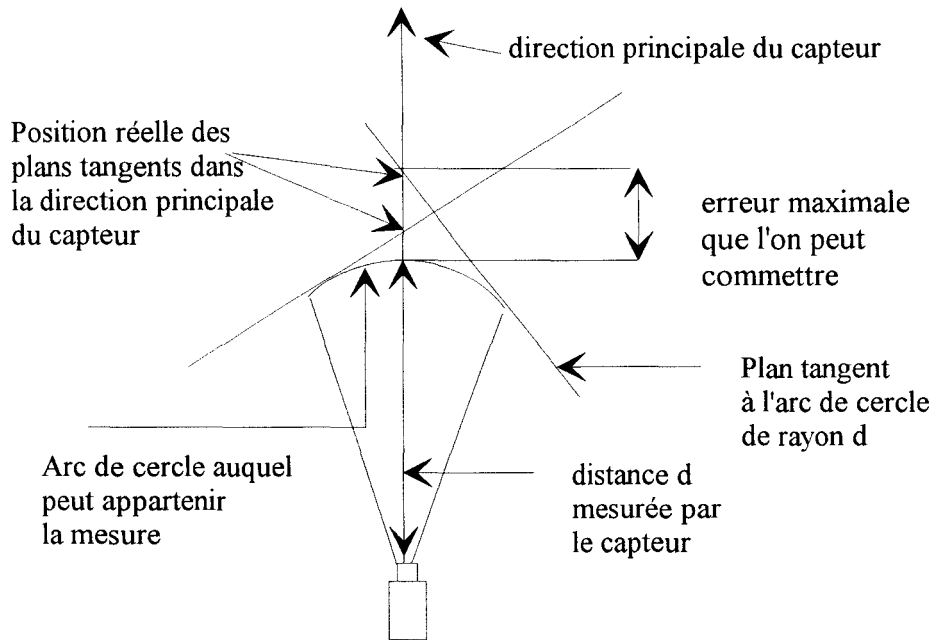 direction principale du capteur
Position réelle des
plans tangents dans
la direction principale
du capteur
erreur maximale
que l'on peut
commettre
Plan tangent
à l'arc de cercle
de rayon d
Arc de cercle auquel
peut appartenir
la mesure
distance d
mesurée par
le capteur